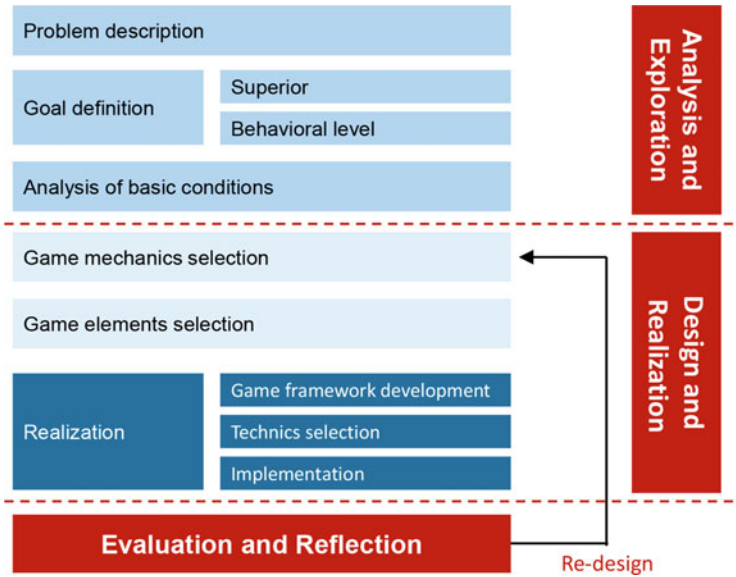 Problem description
Goal definition
Superior
Behavioral level
Analysis of basic conditions
Analysis and
Exploration
Game mechanics selection
Game elements selection
Realization
Game framework development
Technics selection
Implementation
Design and
Realization
Evaluation and Reflection
Re-design